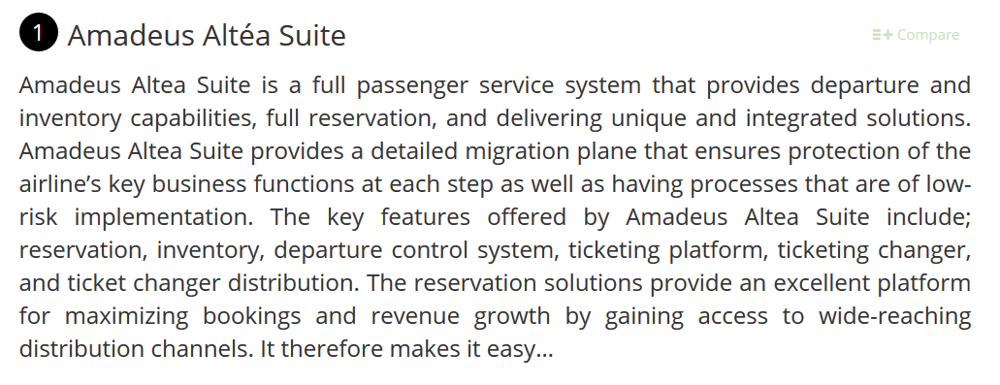 1 Amadeus Altéa Suite
Compare
Amadeus Altea Suite is a full passenger service system that provides departure and
inventory capabilities, full reservation, and delivering unique and integrated solutions.
Amadeus Altea Suite provides a detailed migration plane that ensures protection of the
airline’s key business functions at each step as well as having processes that are of low-
risk implementation. The key features offered by Amadeus Altea Suite include;
reservation, inventory, departure control system, ticketing platform, ticketing changer,
and ticket changer distribution. The reservation solutions provide an excellent platform
for maximizing bookings and revenue growth by gaining access to wide-reaching
distribution channels. It therefore makes it easy...